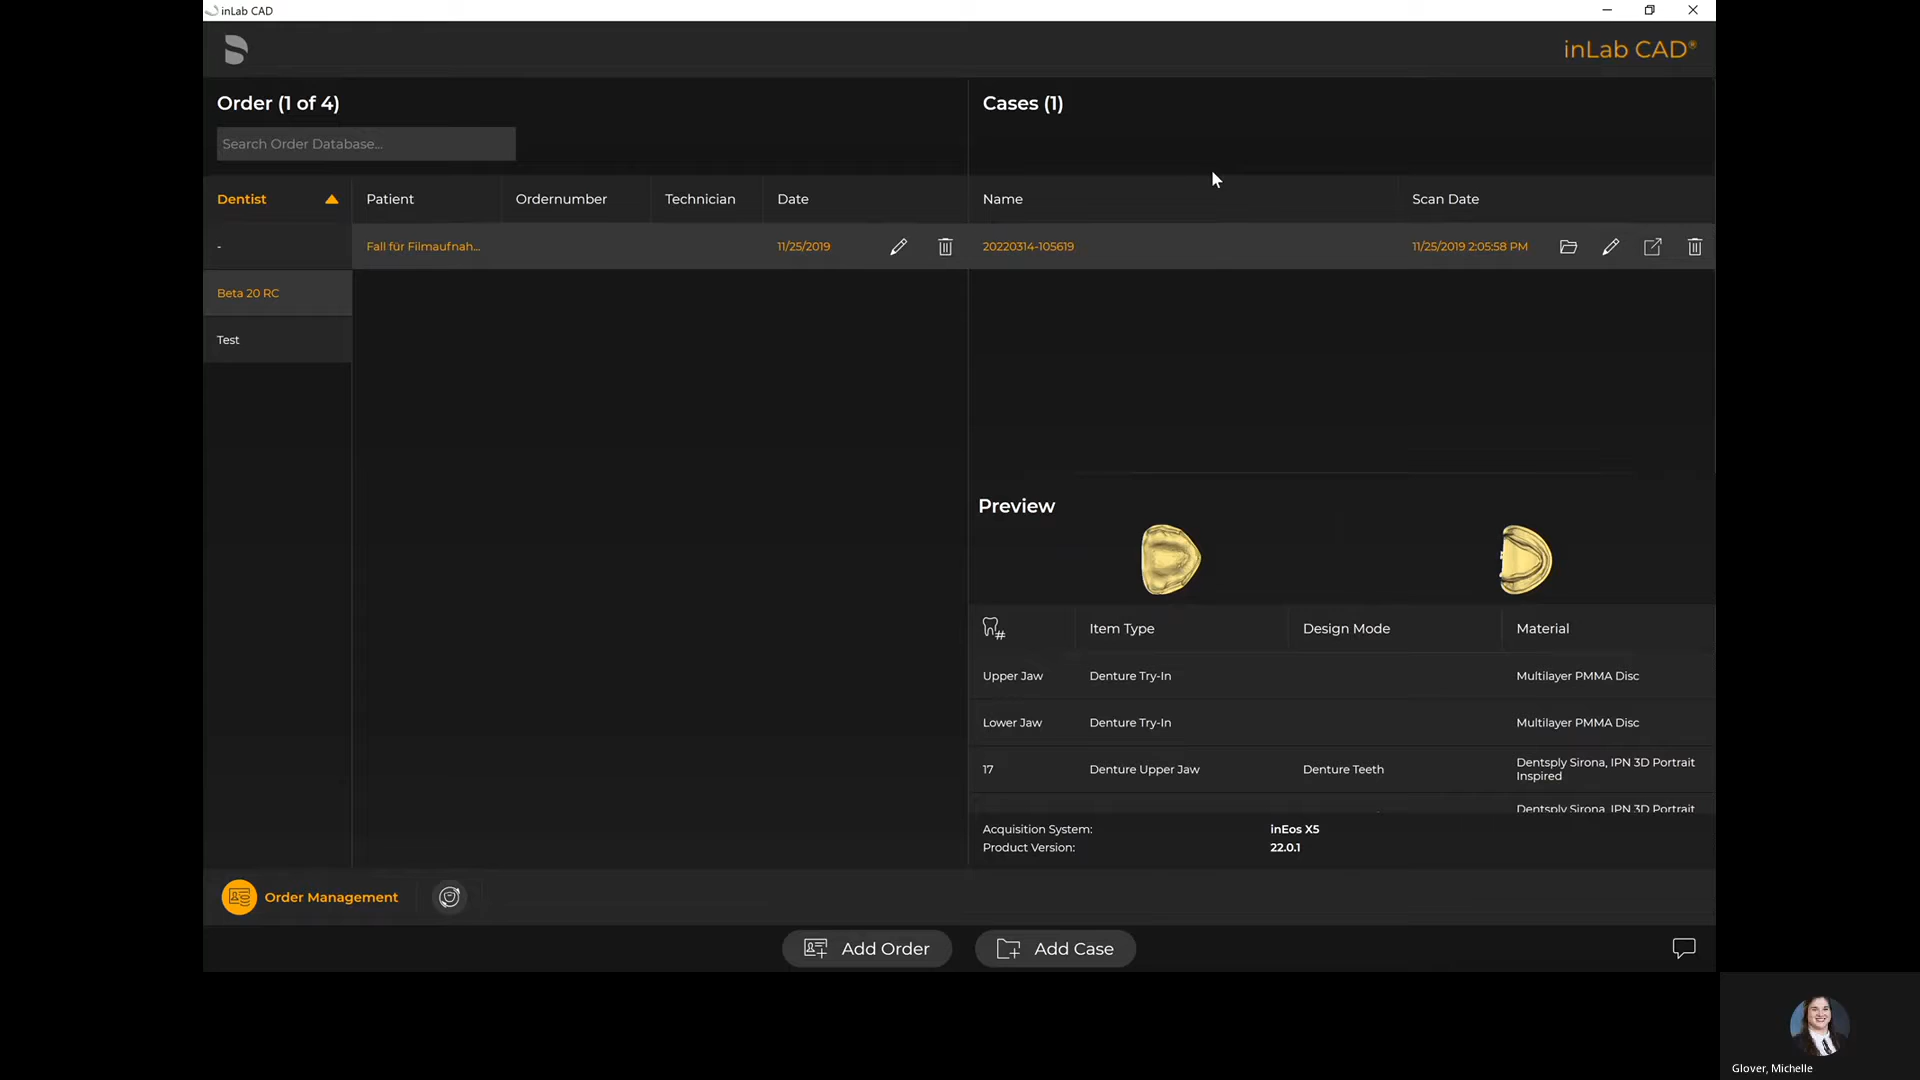 inLab CAD
inLab CAD®
Order (1 of 4)
Search Order Database...
Dentist
Patient
Ordernumber
Technician
Date
-
Fall für Filmaufnah...
11/25/2019
Beta 20 RC
Test
Cases (1)
Name
Scan Date
20220314-105619
11/25/2019 2:05:58 PM
Preview
#
Item Type
Design Mode
Material
Upper Jaw
Denture Try-In
Multilayer PMMA Disc
Lower Jaw
Denture Try-In
Multilayer PMMA Disc
17
Denture Upper Jaw
Denture Teeth
Dentsply Sirona, IPN 3D Portrait
Inspired
Dentsply Sirona, IPN 3D Portrait
Acquisition System:
inEos X5
Product Version:
22.0.1
Order Management
Add Order
Add Case
Glover, Michelle